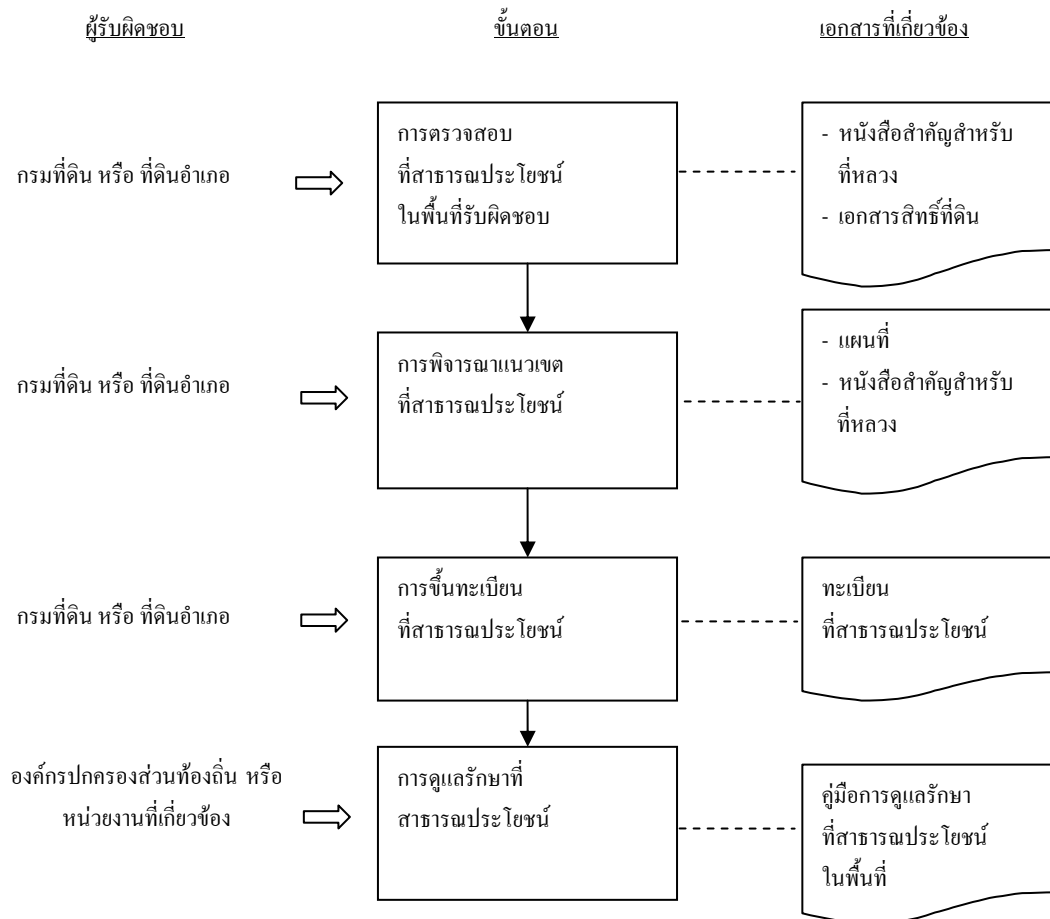 ผู้รับผิดชอบ
ขั้นตอน
เอกสารที่เกี่ยวข้อง
กรมที่ดิน หรือ ที่ดินอำเภอ
การตรวจสอบ
ที่สาธารณประโยชน์
ในพื้นที่รับผิดชอบ
- หนังสือสำคัญสำหรับ
ที่หลวง
- เอกสารสิทธิ์ที่ดิน
กรมที่ดิน หรือ ที่ดินอำเภอ
การพิจารณาแนวเขต
ที่สาธารณประโยชน์
- แผนที่
- หนังสือสำคัญสำหรับ
ที่หลวง
กรมที่ดิน หรือ ที่ดินอำเภอ
การขึ้นทะเบียน
ที่สาธารณประโยชน์
ทะเบียน
ที่สาธารณประโยชน์
องค์กรปกครองส่วนท้องถิ่น หรือ
หน่วยงานที่เกี่ยวข้อง
การดูแลรักษาที่
สาธารณประโยชน์
คู่มือการดูแลรักษา
ที่สาธารณประโยชน์
ในพื้นที่